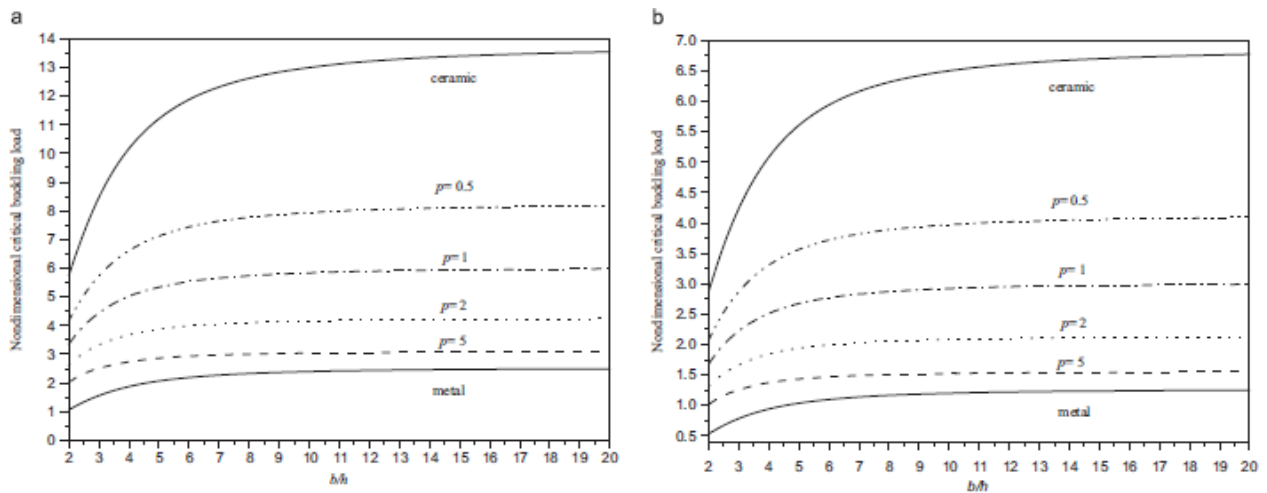 a
Nondimensional critical buckling load
14
13
12
11
10
9
8
7
6
5
4
3
2
1
0
ceramic
p= 0.5
p= 1
p= 2
p= 5
metal
2 3 4 5 6 7 8 9 10 11 12 13 14 15 16 17 18 19 20
b/h
b
Nondimensional critical buckling load
7.0
6.5
6.0
5.5
5.0
4.5
4.0
3.5
3.0
2.5
2.0
1.5
1.0
0.5
ceramic
p= 0.5
p= 1
p= 2
p= 5
metal
2 3 4 5 6 7 8 9 10 11 12 13 14 15 16 17 18 19 20
b/h